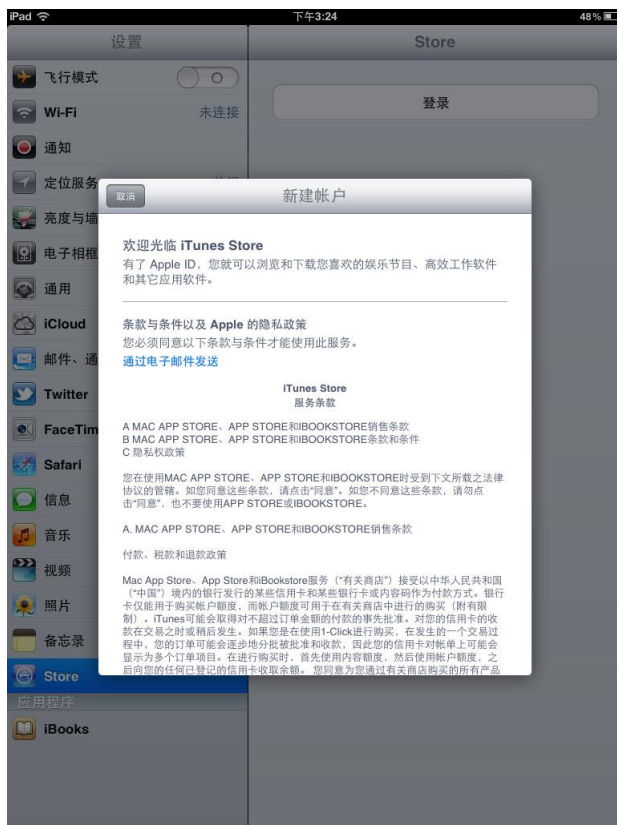 iPad 下午3:24 48%
设置
Store
飞行模式
Wi-Fi 未连接
登录
通知
定位服务
亮度与墙
电子相框
通用
iCloud
邮件、通
Twitter
FaceTim
Safari
信息
音乐
视频
照片
备忘录
Store
应用程序
iBooks
取消 新建帐户
欢迎光临 iTunes Store
有了 Apple ID，您就可以浏览和下载您喜欢的娱乐节目、高效工作软件
和其它应用软件。
条款与条件以及 Apple 的隐私政策
您必须同意以下条款与条件才能使用此服务。
通过电子邮件发送
iTunes Store
服务条款
A MAC APP STORE、APP STORE和IBOOKSTORE销售条款
B MAC APP STORE、APP STORE和IBOOKSTORE条款和条件
C 隐私权政策
您在使用MAC APP STORE、APP STORE和IBOOKSTORE时受到下文所载之法律
协议的管辖。如您同意这些条款，请点击“同意”。如您不同意这些条款，请勿点
击“同意”，也不要使用APP STORE或IBOOKSTORE。
A. MAC APP STORE、APP STORE和IBOOKSTORE销售条款
付款、税款和退款政策
Mac App Store、App Store和iBookstore服务（“有关商店”）接受以中华人民共和国
（“中国”）境内的银行发行的某些信用卡和某些银行卡或内容码作为付款方式。银行
卡仅能用于购买帐户额度，而帐户额度可用于在有关商店中进行的购买（附有限
制）。iTunes可能会取得对不超过订单金额的付款的事先批准。对您的信用卡的收
款在交易之时或稍后发生。如果您是在使用1-Click进行购买，在发生的一个交易过
程中，您的订单可能会逐步地分批被批准和收款，因此您的信用卡对帐单上可能会
显示为多个订单项目。在进行购买时，首先使用内容额度，然后使用帐户额度，之
后向您的任何已登记的信用卡收取余额。 您同意为您通过有关商店购买的所有产品